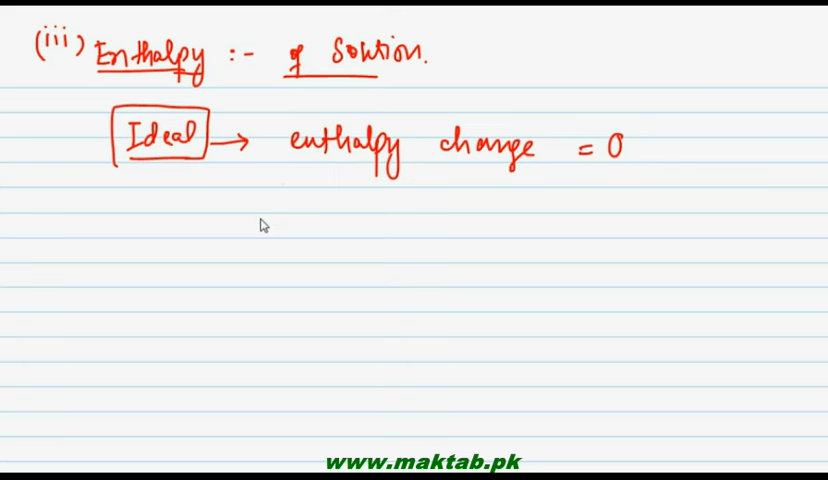 (iii) Enthalpy :- of Solution.
Ideal → enthalpy change = 0
www.maktab.pk